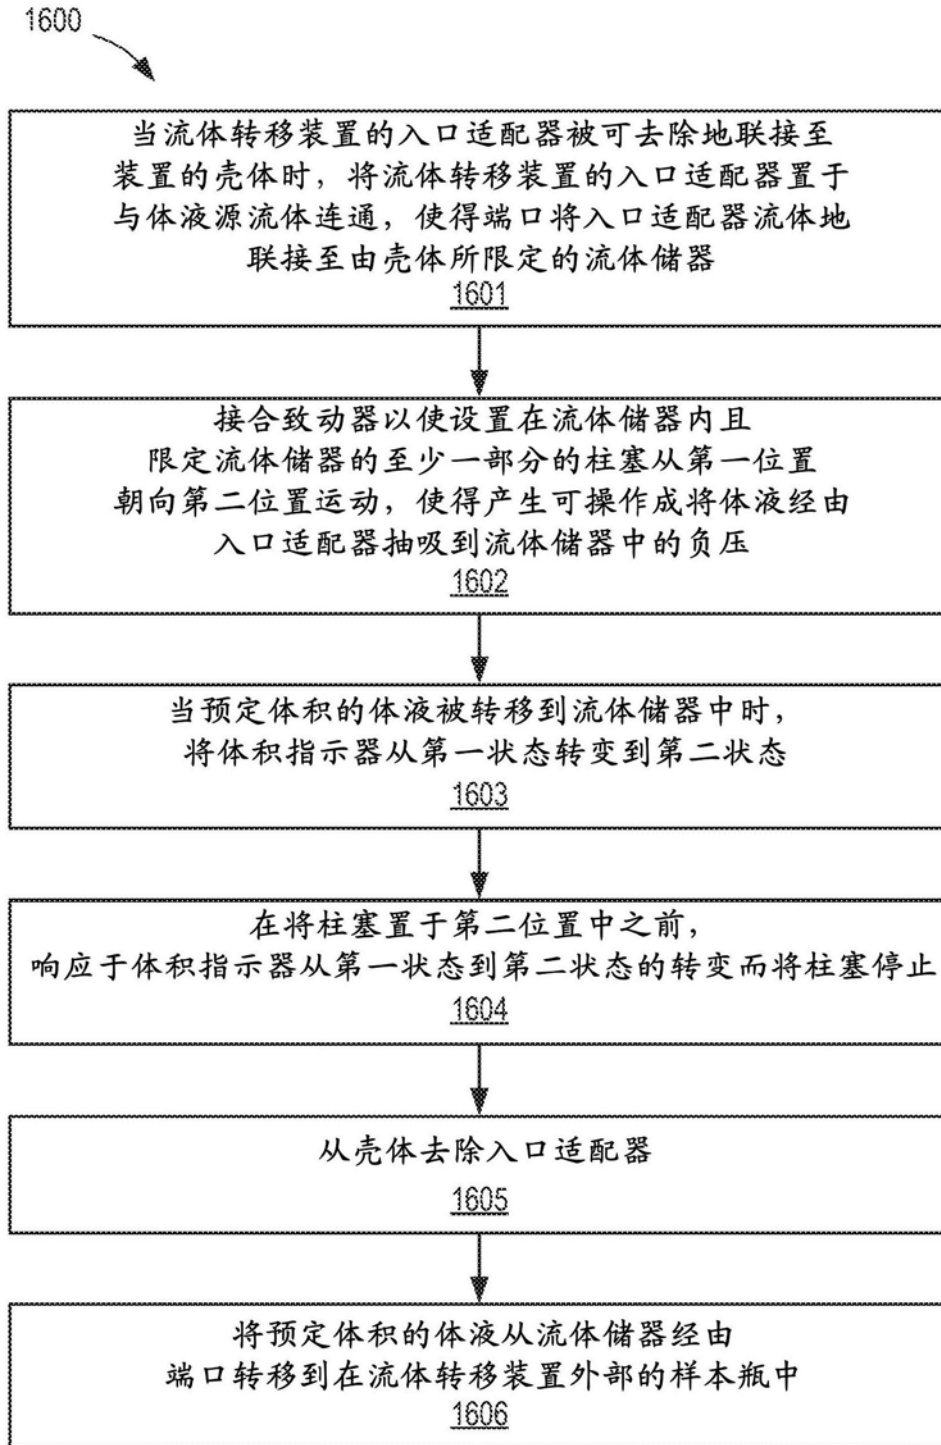 1600
当流体转移装置的入口适配器被可去除地联接至
装置的壳体时，将流体转移装置的入口适配器置于
与体液源流体连通，使得端口将入口适配器流体地
联接至由壳体所限定的流体储器
1601
接合致动器以使设置在流体储器内且
限定流体储器的至少一部分的柱塞从第一位置
朝向第二位置运动，使得产生可操作成将体液经由
入口适配器抽吸到流体储器中的负压
1602
当预定体积的体液被转移到流体储器中时，
将体积指示器从第一状态转变到第二状态
1603
在将柱塞置于第二位置中之前，
响应于体积指示器从第一状态到第二状态的转变而将柱塞停止
1604
从壳体去除入口适配器
1605
将预定体积的体液从流体储器经由
端口转移到在流体转移装置外部的样本瓶中
1606